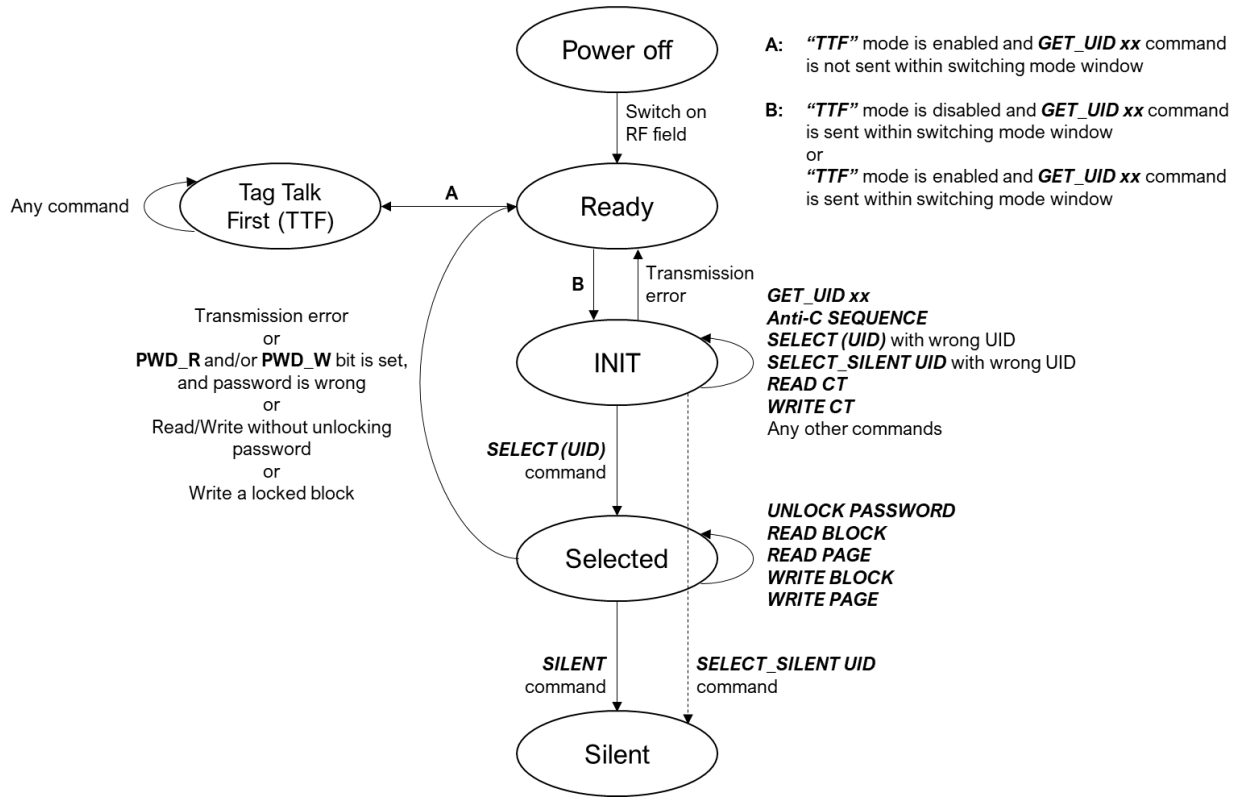 Power off
A: "TTF" mode is enabled and GET_UID xx command
is not sent within switching mode window
B: "TTF" mode is disabled and GET_UID xx command
is sent within switching mode window
or
"TTF" mode is enabled and GET_UID xx command
is sent within switching mode window
Switch on
RF field
Any command
Tag Talk
First (TTF)
A
Ready
B
Transmission
error
Transmission error
or
PWD_R and/or PWD_W bit is set,
and password is wrong
or
Read/Write without unlocking
password
or
Write a locked block
INIT
GET_UID xx
Anti-C SEQUENCE
SELECT (UID) with wrong UID
SELECT_SILENT UID with wrong UID
READ CT
WRITE CT
Any other commands
SELECT (UID)
command
Selected
UNLOCK PASSWORD
READ BLOCK
READ PAGE
WRITE BLOCK
WRITE PAGE
SILENT
command
SELECT_SILENT UID
command
Silent